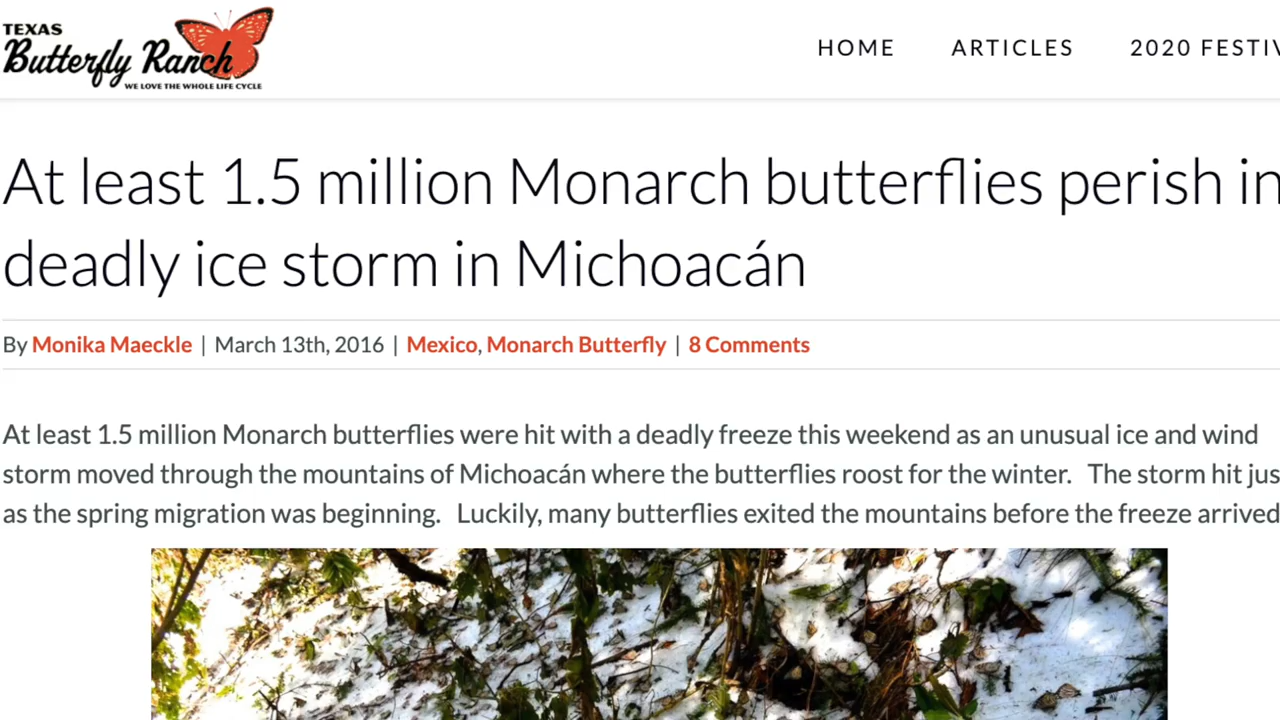 TEXAS
Butterfly Ranch
WE LOVE THE WHOLE LIFE CYCLE
HOME ARTICLES 2020 FESTIV
At least 1.5 million Monarch butterflies perish in
deadly ice storm in Michoacán
By Monika Maeckle | March 13th, 2016 | Mexico, Monarch Butterfly | 8 Comments
At least 1.5 million Monarch butterflies were hit with a deadly freeze this weekend as an unusual ice and wind
storm moved through the mountains of Michoacán where the butterflies roost for the winter. The storm hit jus
as the spring migration was beginning. Luckily, many butterflies exited the mountains before the freeze arrived